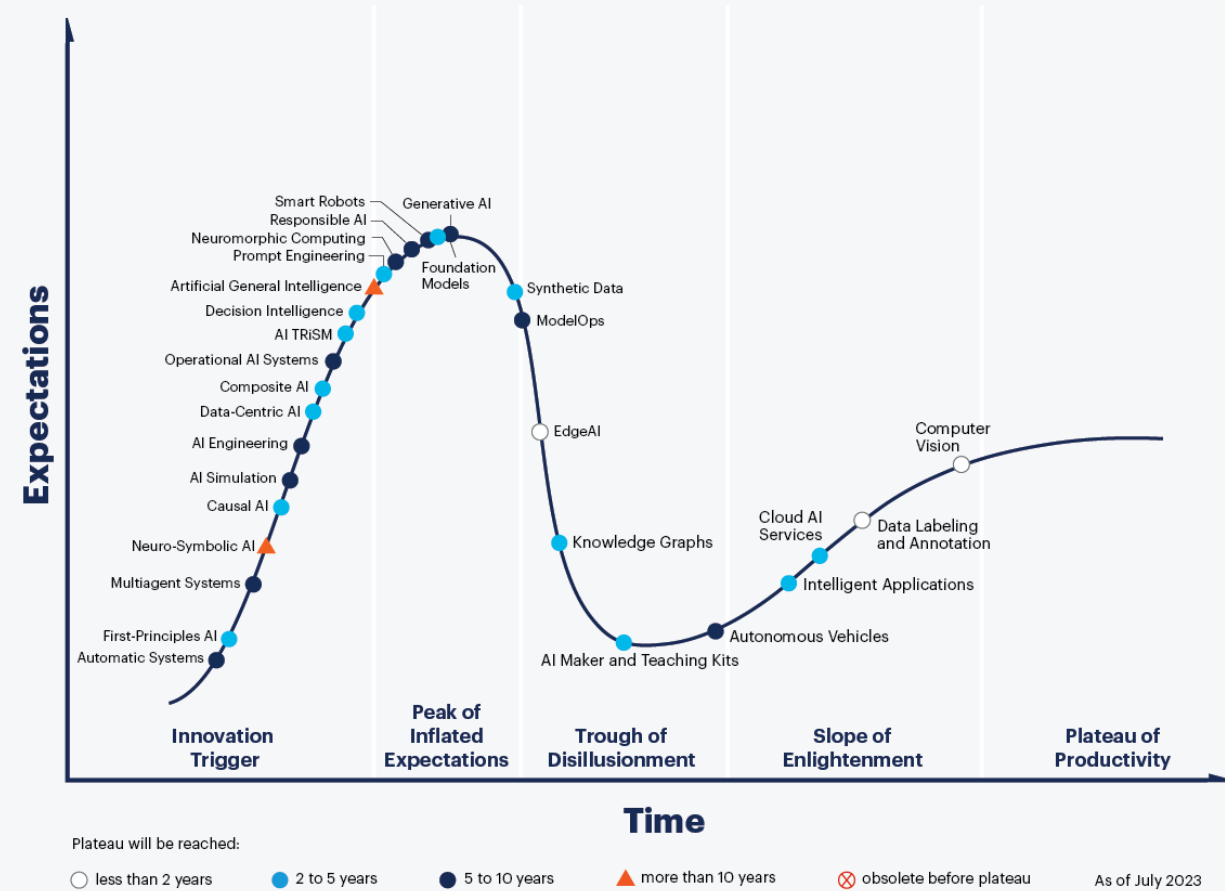 Expectations
Smart Robots
Generative AI
Responsible AI
Neuromorphic Computing
Prompt Engineering
Foundation
Models
Artificial General Intelligence
Synthetic Data
Decision Intelligence
ModelOps
AI TRiSM
Operational AI Systems
Composite AI
Data-Centric AI
EdgeAI
AI Engineering
Computer
Vision
AI Simulation
Causal AI
Cloud AI
Services
Data Labeling
and Annotation
Neuro-Symbolic AI
Knowledge Graphs
Multiagent Systems
Intelligent Applications
First-Principles AI
Autonomous Vehicles
Automatic Systems
AI Maker and Teaching Kits
Innovation
Trigger
Peak of
Inflated
Expectations
Trough of
Disillusionment
Slope of
Enlightenment
Plateau of
Productivity
Time
Plateau will be reached:
less than 2 years
2 to 5 years
5 to 10 years
more than 10 years
obsolete before plateau
As of July 2023